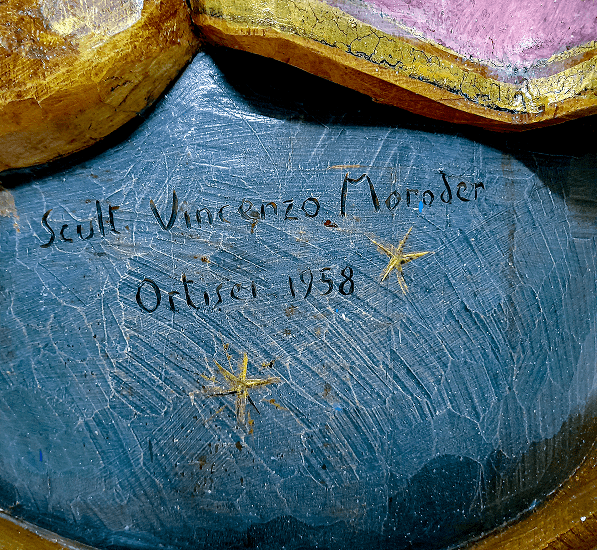 Scult. Vincenzo Moroder
Ortisei 1958